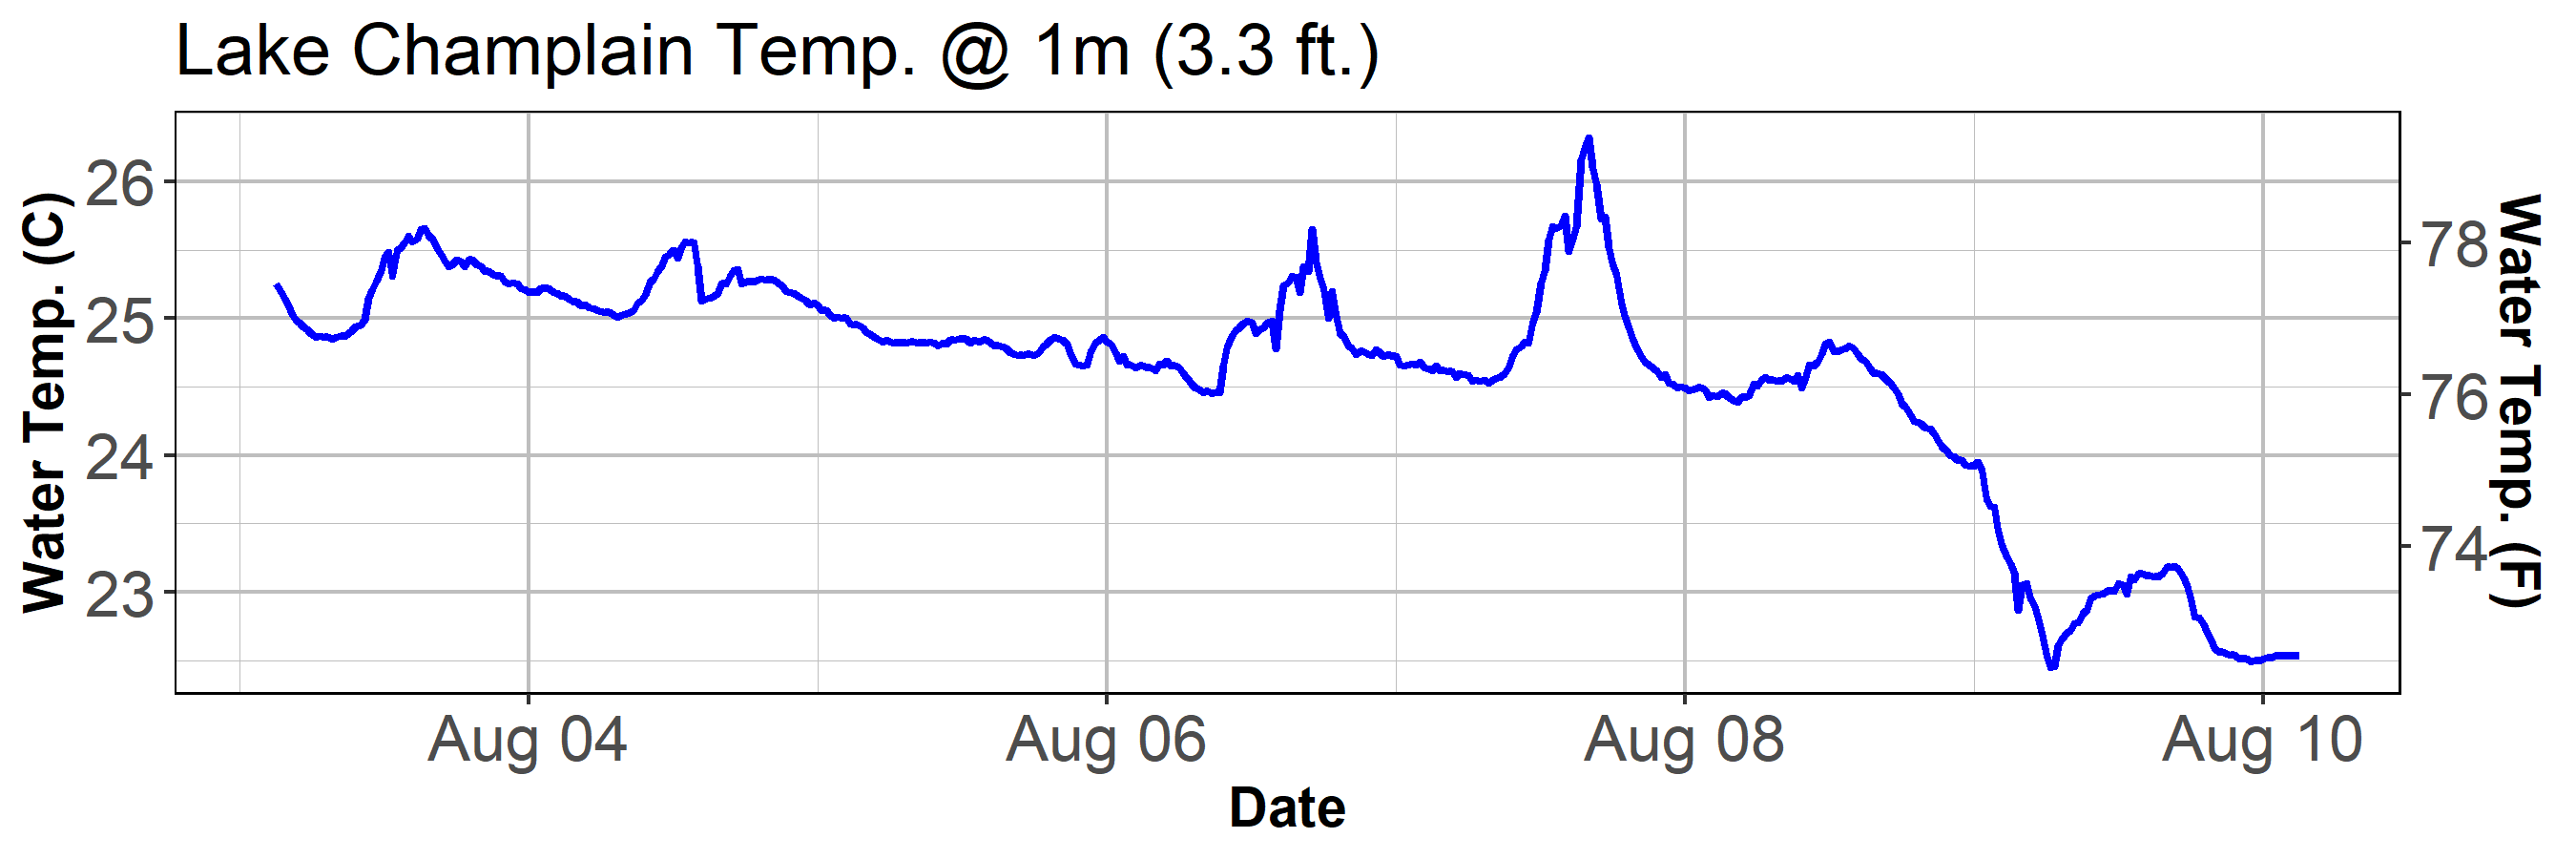 Lake Champlain Temp. @ 1m (3.3 ft.)
Water Temp. (C)
26
25
24
23
78
76
74
Water Temp. (F)
Aug 04
Aug 06
Aug 08
Aug 10
Date